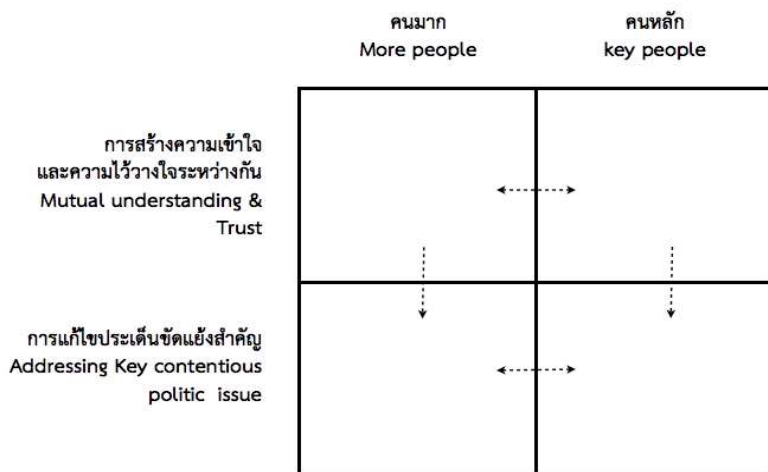 คนมาก
More people
คนหลัก
key people
การสร้างความเข้าใจ
และความไว้วางใจระหว่างกัน
Mutual understanding &
Trust
การแก้ไขประเด็นขัดแย้งสำคัญ
Addressing Key contentious
politic issue